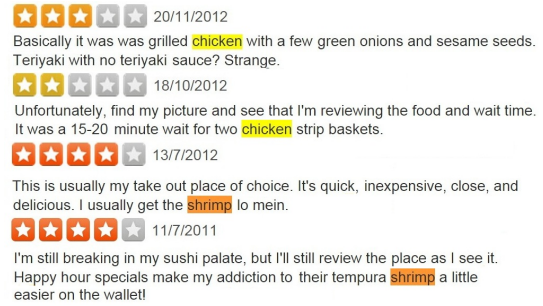 20/11/2012
Basically it was was grilled chicken with a few green onions and sesame seeds.
Teriyaki with no teriyaki sauce? Strange.
18/10/2012
Unfortunately, find my picture and see that I'm reviewing the food and wait time.
It was a 15-20 minute wait for two chicken strip baskets.
13/7/2012
This is usually my take out place of choice. It's quick, inexpensive, close, and
delicious. I usually get the shrimp lo mein.
11/7/2011
I'm still breaking in my sushi palate, but I'll still review the place as I see it.
Happy hour specials make my addiction to their tempura shrimp a little
easier on the wallet!